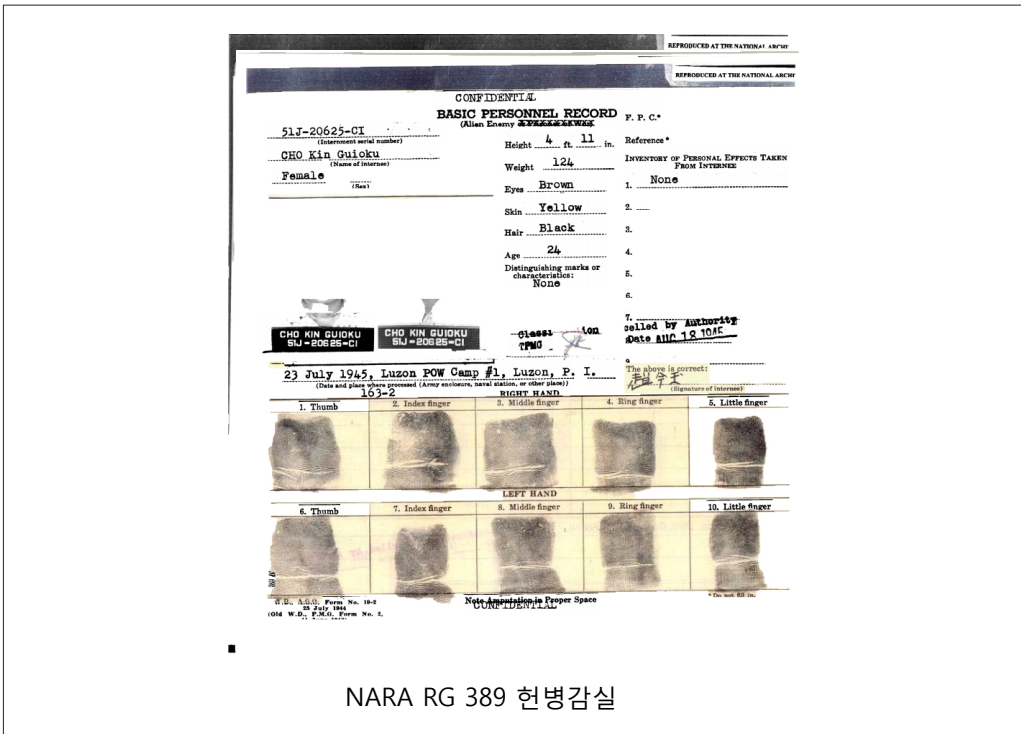 REPRODUCED AT THE NATIONAL ARCHI
REPRODUCED AT THE NATIONAL ARCHI
CONFIDENTIAL
BASIC PERSONNEL RECORD
(Alien Enemy
51J-20625-CI
(Internment serial number)
CHO Kin Guioku
(Name of internee)
Female
(Sex)
Height 4 ft. 11 in.
Weight 124
Eyes Brown
Skin Yellow
Hair Black
Age 24
Distinguishing marks or
characteristics:
None
F. P. C.*
Reference*
INVENTORY OF PERSONAL EFFECTS TAKEN
FROM INTERNEE
1. None
2.
3.
4.
5.
6.
7.
celled by Authority
Date AUG 18 1945
9.
CHO KIN GUIOKU
51J-20625-CI
CHO KIN GUIOKU
51J-20625-CI
TPMG
23 July 1945, Luzon POW Camp #1, Luzon, P. I.
(Date and place where processed (Army enclosure, naval station, or other place))
163-2
The above is correct:
(Signature of internee)
RIGHT HAND
1. Thumb
2. Index finger
3. Middle finger
4. Ring finger
5. Little finger
LEFT HAND
6. Thumb
7. Index finger
8. Middle finger
9. Ring finger
10. Little finger
W.D., A.G.O. Form No. 19-2
25 July 1944
(Old W.D., P.M.G. Form No. 2,
Note Amputation in Proper Space
CONFIDENTIAL
* Do not fill in.
NARA RG 389 헌병감실